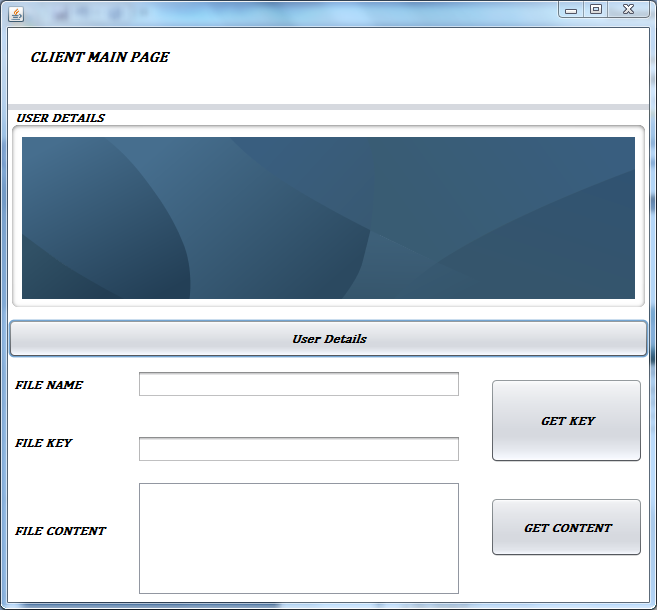 CLIENT MAIN PAGE
USER DETAILS
User Details
FILE NAME
GET KEY
FILE KEY
FILE CONTENT
GET CONTENT